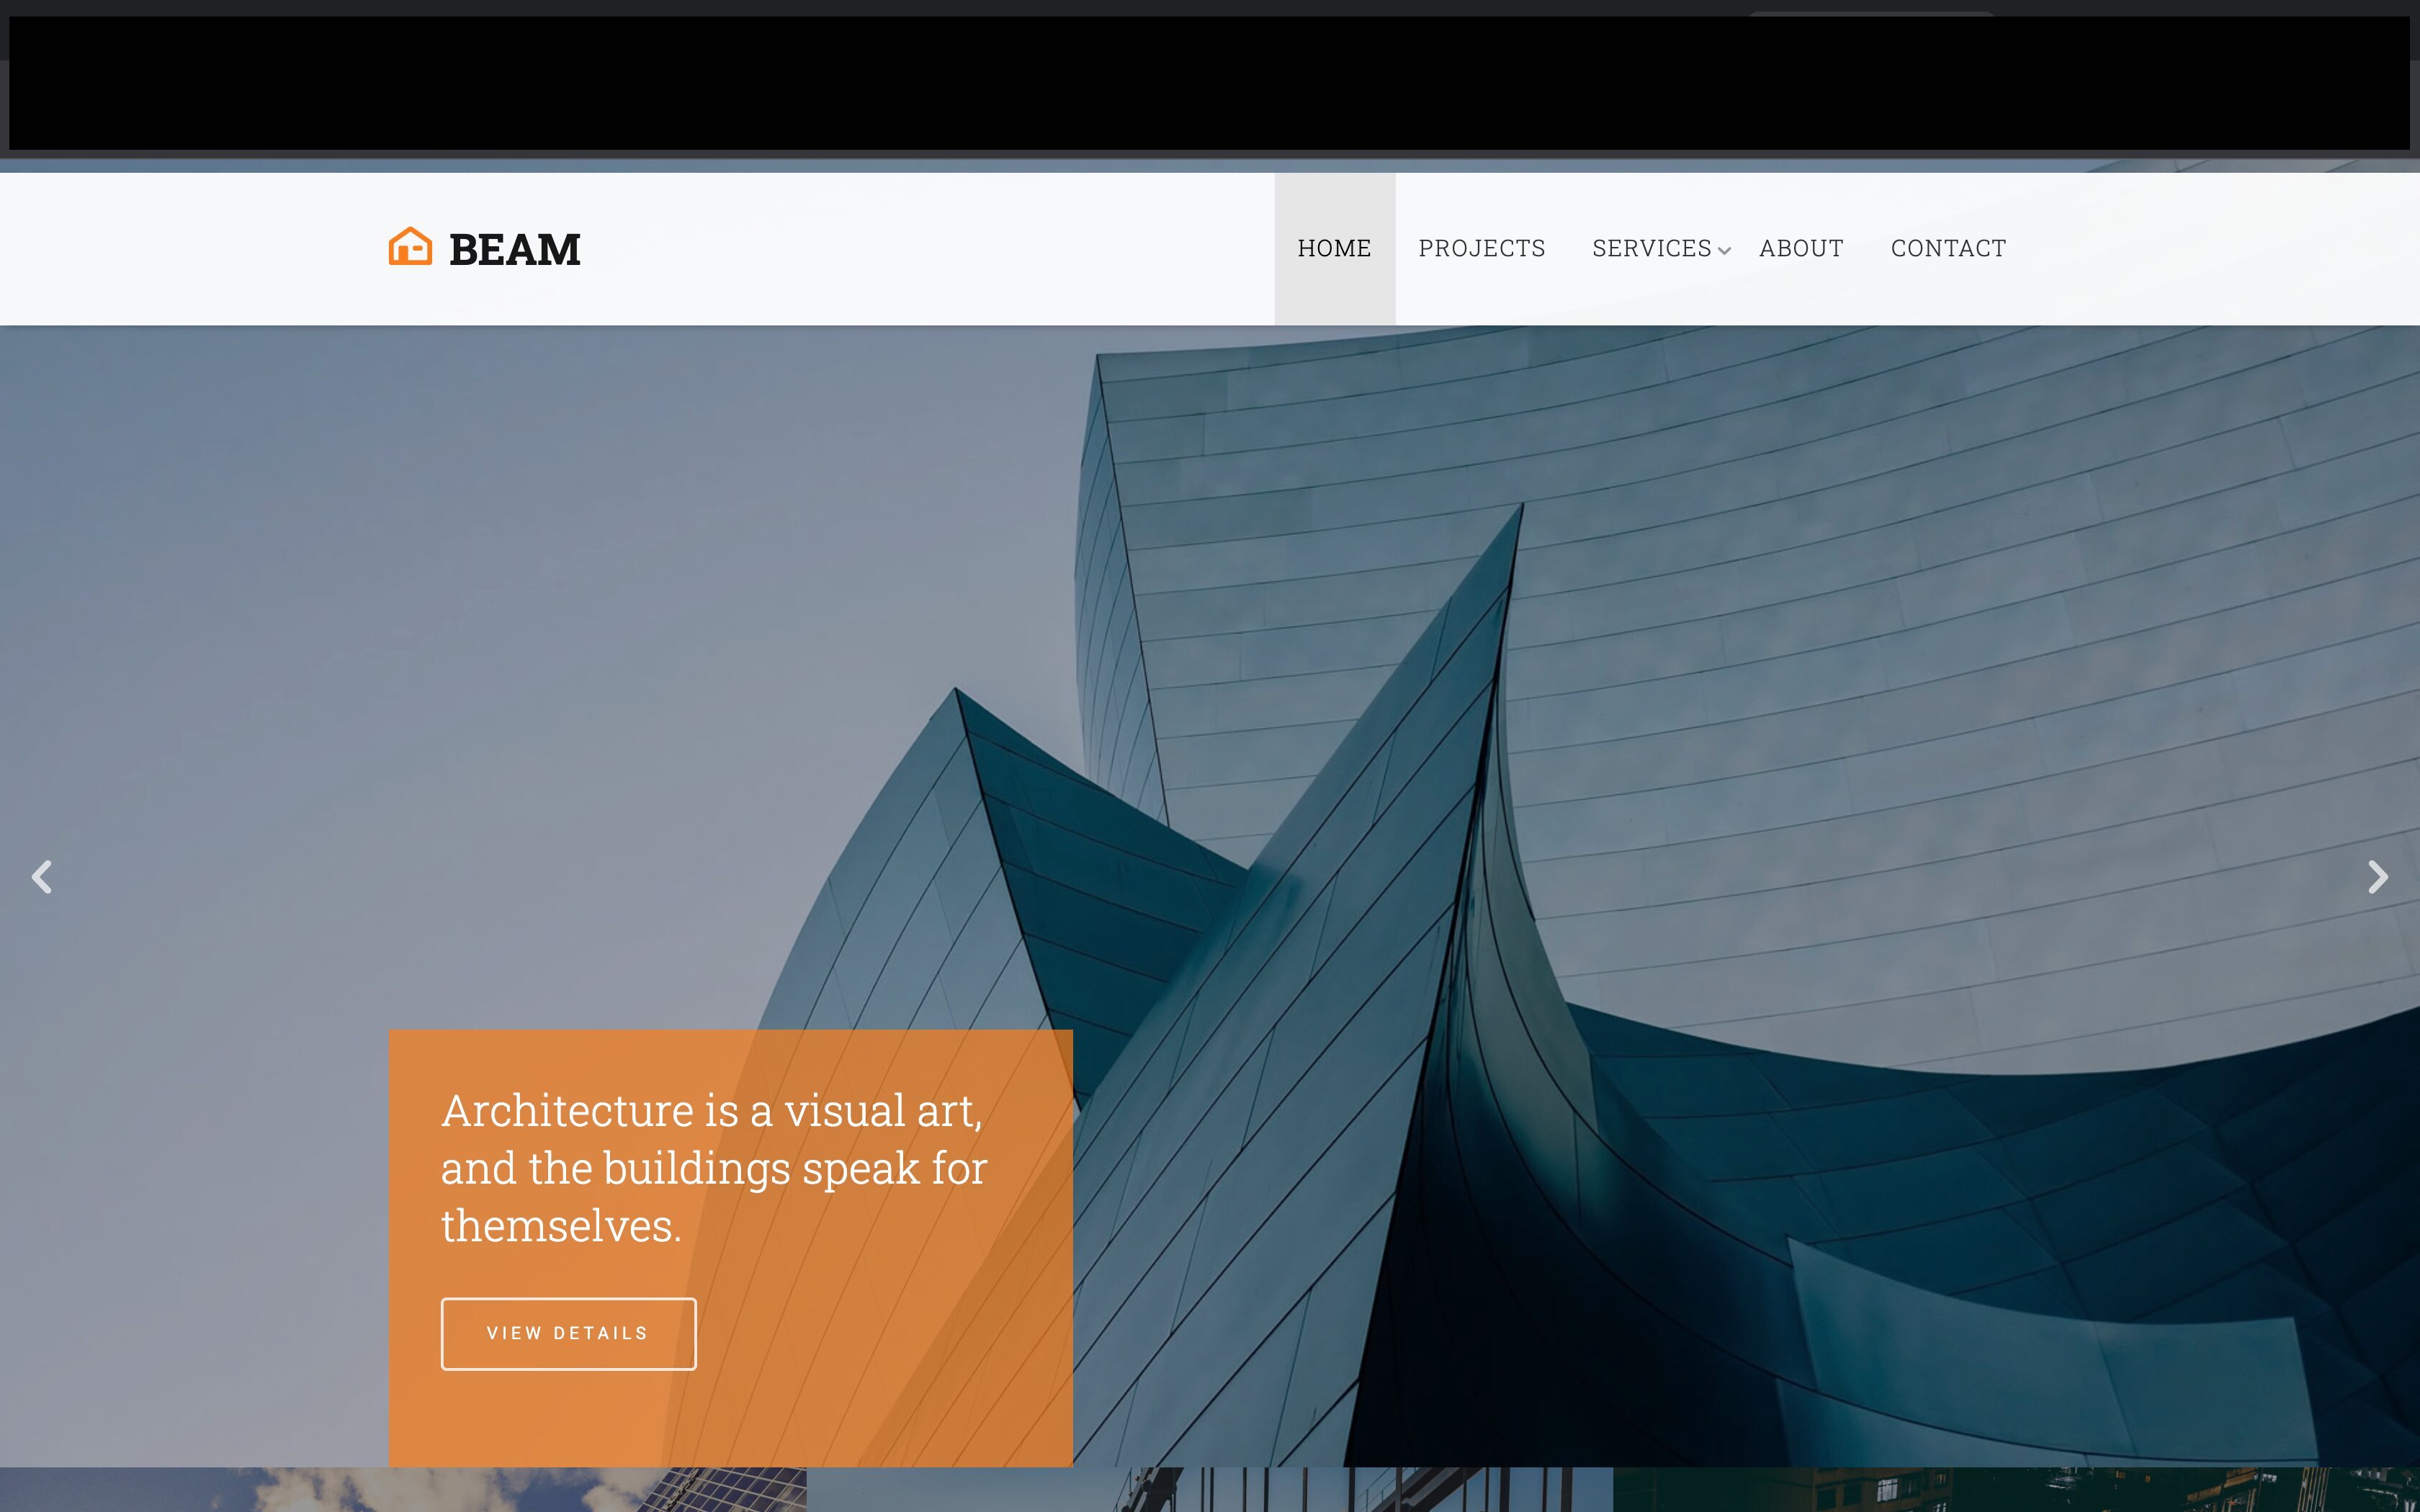 BEAM
HOME PROJECTS SERVICES ABOUT CONTACT
Architecture is a visual art,
and the buildings speak for
themselves.
VIEW DETAILS